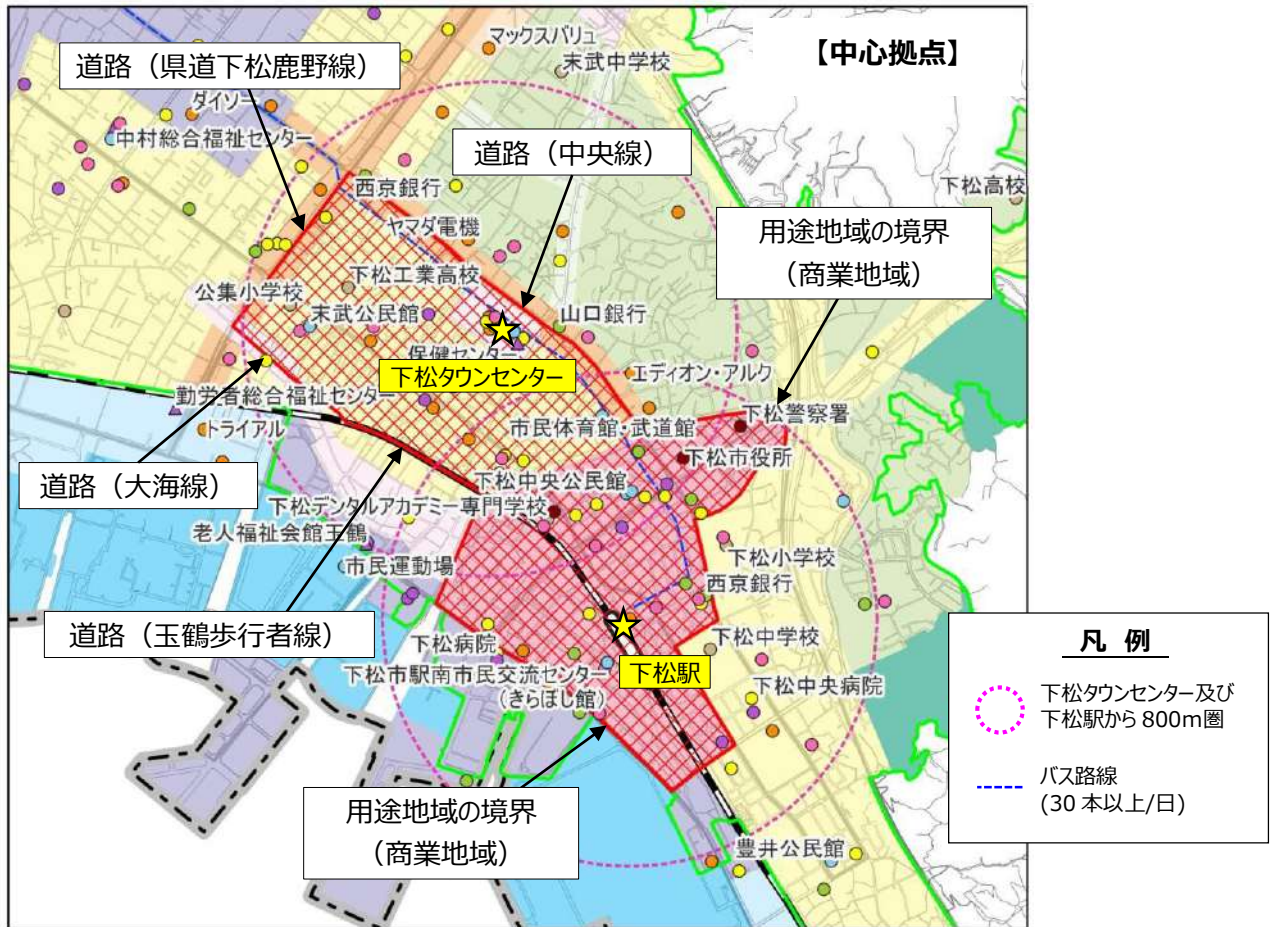 【中心拠点】
マックスバリュ
末武中学校
道路（県道下松鹿野線）
ダイソー
中村総合福祉センター
道路（中央線）
下松高校
西京銀行
用途地域の境界
（商業地域）
ヤマダ電機
下松工業高校
公集小学校
末武公民館
山口銀行
保健センター
下松タウンセンター
エディオン・アルク
勤労者総合福祉センター
トライアル
下松警察署
市民体育館・武道館
下松市役所
道路（大海線）
下松中央公民館
下松デンタルアカデミー専門学校
老人福祉会館玉鶴
下松小学校
市民運動場
西京銀行
道路（玉鶴歩行者線）
下松病院
下松中学校
下松市駅南市民交流センター
（きらぼし館）
下松駅
下松中央病院
凡 例
下松タウンセンター及び
下松駅から 800ｍ圏
バス路線
(30 本以上/日)
用途地域の境界
（商業地域）
豊井公民館